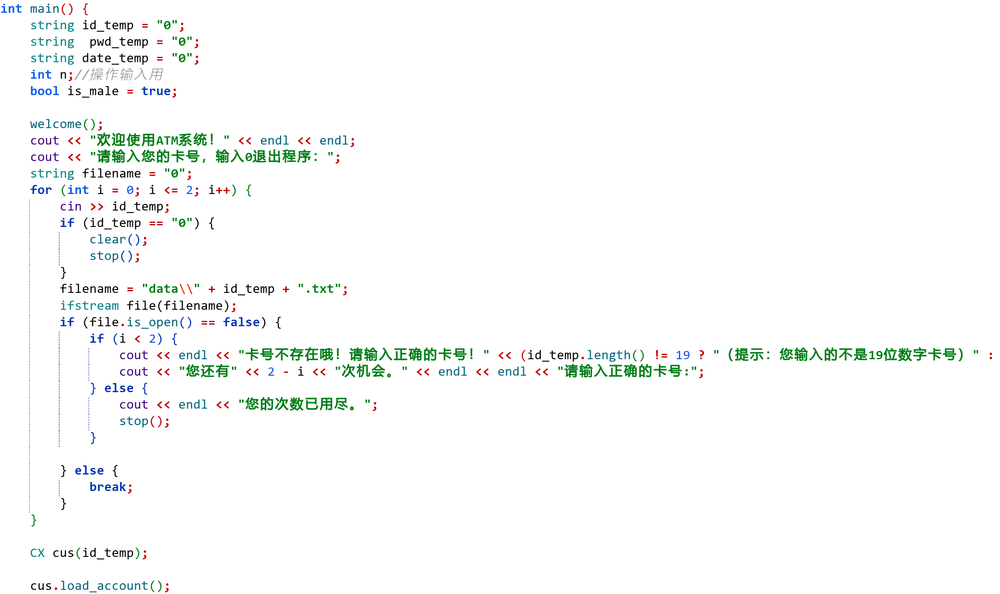 int main() {
    string id_temp = "0";
    string  pwd_temp = "0";
    string date_temp = "0";
    int n;//操作输入用
    bool is_male = true;

    welcome();
    cout << "欢迎使用ATM系统！" << endl << endl;
    cout << "请输入您的卡号，输入0退出程序：";
    string filename = "0";
    for (int i = 0; i <= 2; i++) {
        cin >> id_temp;
        if (id_temp == "0") {
            clear();
            stop();
        }
        filename = "data\\" + id_temp + ".txt";
        ifstream file(filename);
        if (file.is_open() == false) {
            if (i < 2) {
                cout << endl << "卡号不存在哦！请输入正确的卡号！" << (id_temp.length() != 19 ? "（提示：您输入的不是19位数字卡号）" :
                cout << "您还有" << 2 - i << "次机会。" << endl << endl << "请输入正确的卡号:";
            } else {
                cout << endl << "您的次数已用尽。";
                stop();
            }

        } else {
            break;
        }
    }

    CX cus(id_temp);

    cus.load_account();